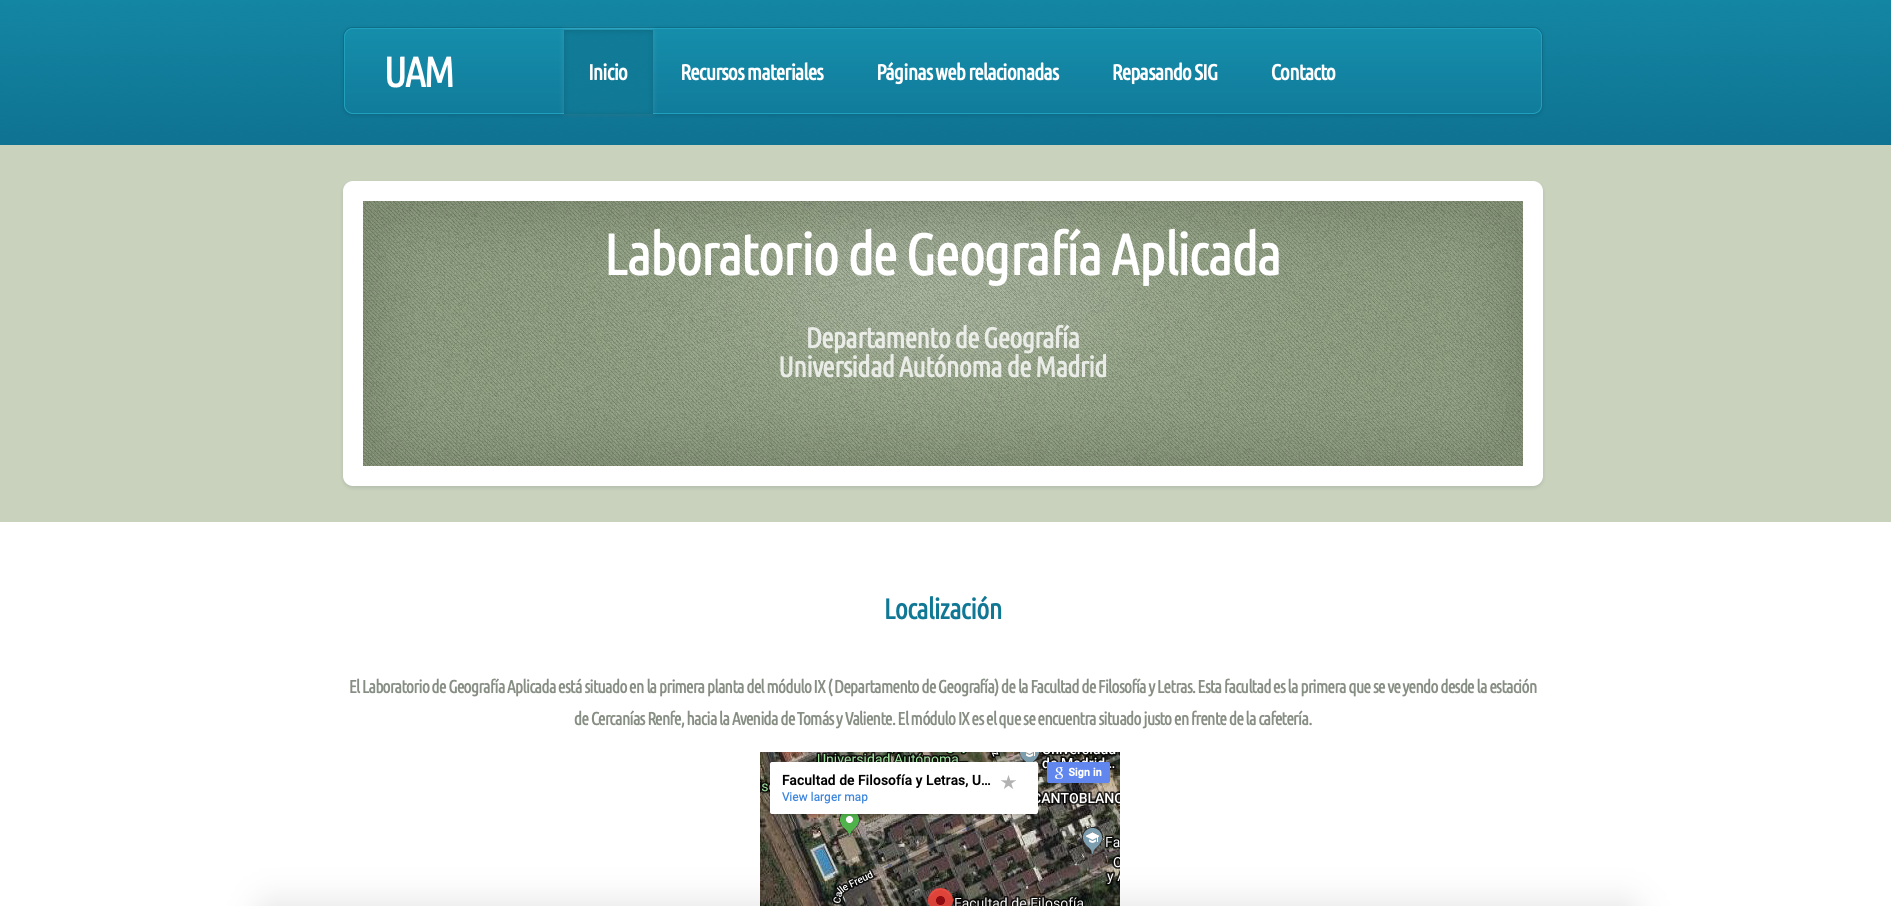 UAM
Inicio
Recursos materiales
Páginas web relacionadas
Repasando SIG
Contacto
Laboratorio de Geografía Aplicada
Departamento de Geografía
Universidad Autónoma de Madrid
Localización
El Laboratorio de Geografía Aplicada está situado en la primera planta del módulo IX ( Departamento de Geografía) de la Facultad de Filosofía y Letras. Esta facultad es la primera que se ve yendo desde la estación
de Cercanías Renfe, hacia la Avenida de Tomás y Valiente. El módulo IX es el que se encuentra situado justo en frente de la cafetería.
Universidad Autónoma
Universidad
de Madrid..
Facultad de Filosofía y Letras, U...
View larger map
Sign in
CANTOBLANC
Fa
Calle Freud
Facultad de Filosofía